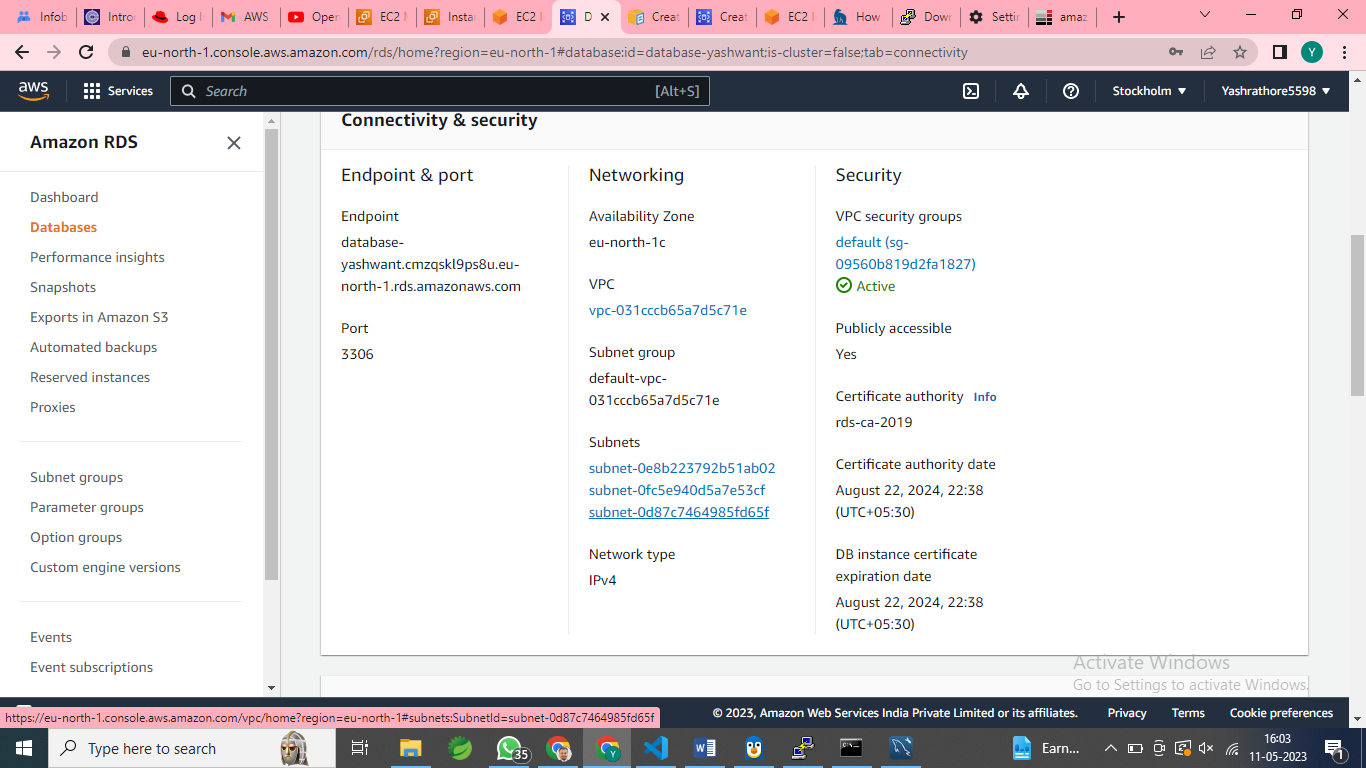 Infob
Introd
Log i
AWS
Open
EC2 I
Insta
EC2 I
D
Creat
Creat
EC2 I
How
Down
Settin
amaz
eu-north-1.console.aws.amazon.com/rds/home?region=eu-north-1#database:id=database-yashwant;is-cluster=false;tab=connectivity
Y
aws
Services
Search
[Alt+S]
Stockholm
Yashrathore5598
Amazon RDS
Dashboard
Databases
Performance insights
Snapshots
Exports in Amazon S3
Automated backups
Reserved instances
Proxies
Subnet groups
Parameter groups
Option groups
Custom engine versions
Events
Event subscriptions
Connectivity & security
Endpoint & port
Endpoint
database-
yashwant.cmzqskl9ps8u.eu-
north-1.rds.amazonaws.com
Port
3306
Networking
Availability Zone
eu-north-1c
VPC
vpc-031cccb65a7d5c71e
Subnet group
default-vpc-
031cccb65a7d5c71e
Subnets
subnet-0e8b223792b51ab02
subnet-0fc5e940d5a7e53cf
subnet-0d87c7464985fd65f
Network type
IPv4
Security
VPC security groups
default (sg-
09560b819d2fa1827)
Active
Publicly accessible
Yes
Certificate authority Info
rds-ca-2019
Certificate authority date
August 22, 2024, 22:38
(UTC+05:30)
DB instance certificate
expiration date
August 22, 2024, 22:38
(UTC+05:30)
Activate Windows
Go to Settings to activate Windows.
https://eu-north-1.console.aws.amazon.com/vpc/home?region=eu-north-1#subnets:SubnetId=subnet-0d87c7464985fd65f
© 2023, Amazon Web Services India Private Limited or its affiliates.
Privacy
Terms
Cookie preferences
Type here to search
35
Y
Earn...
16:03
11-05-2023
1